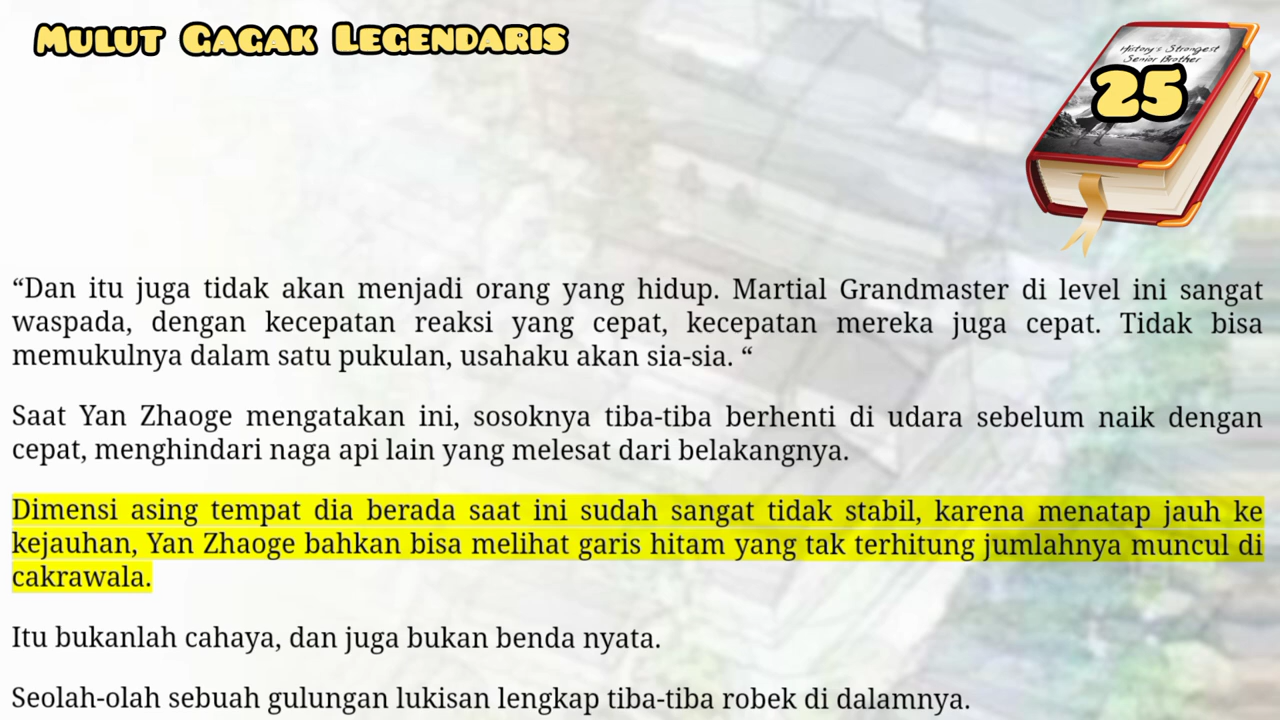 Mulut Gagak Legendaris
History's Strongest
Senior Brother
25
“Dan itu juga tidak akan menjadi orang yang hidup. Martial Grandmaster di level ini sangat
waspada, dengan kecepatan reaksi yang cepat, kecepatan mereka juga cepat. Tidak bisa
memukulnya dalam satu pukulan, usahaku akan sia-sia. “
Saat Yan Zhaoge mengatakan ini, sosoknya tiba-tiba berhenti di udara sebelum naik dengan
cepat, menghindari naga api lain yang melesat dari belakangnya.
Dimensi asing tempat dia berada saat ini sudah sangat tidak stabil, karena menatap jauh ke
kejauhan, Yan Zhaoge bahkan bisa melihat garis hitam yang tak terhitung jumlahnya muncul di
cakrawala.
Itu bukanlah cahaya, dan juga bukan benda nyata.
Seolah-olah sebuah gulungan lukisan lengkap tiba-tiba robek di dalamnya.